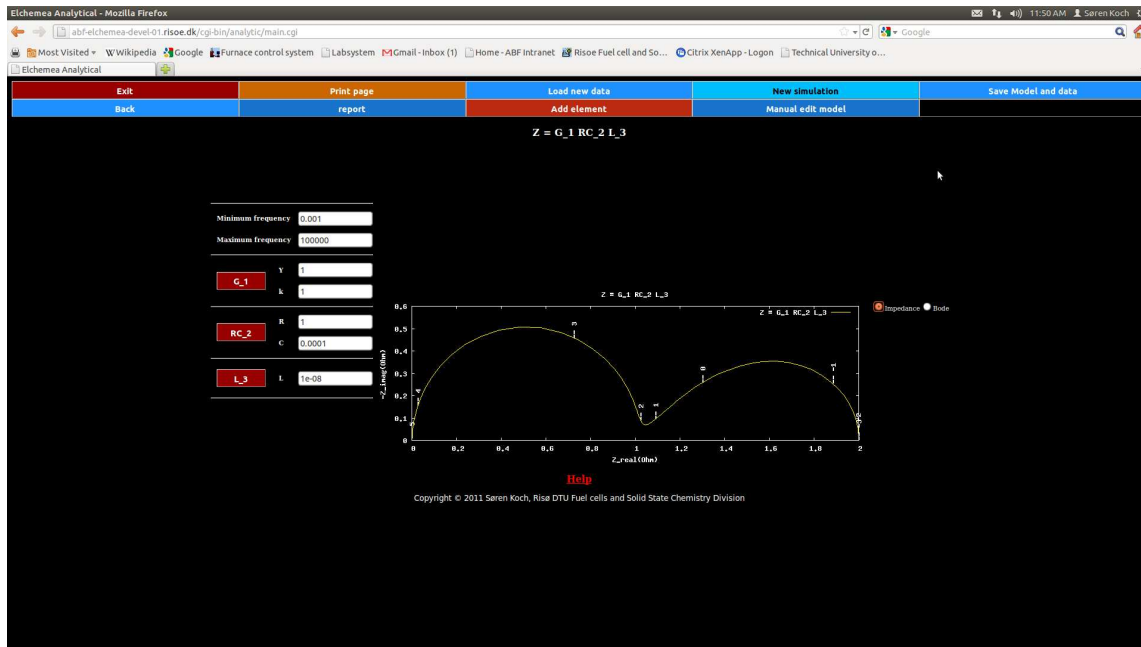 Elchemea Analytical - Mozilla Firefox 11:50 AM Søren Koch
abf-elchemea-devel-01.risoe.dk/cgi-bin/analytic/main.cgi Google
Most Visited Wikipedia Google Furnace control system Labsystem Gmail - Inbox (1) Home - ABF Intranet Risoe Fuel cell and So... Citrix XenApp - Logon Technical University o...
Elchemea Analytical
Exit Print page Load new data New simulation Save Model and data
Back report Add element Manual edit model
Z = G_1 RC_2 L_3
Minimum frequency 0.001
Maximum frequency 100000
G_1 Y 1
k 1
RC_2 R 1
C 0.0001
L_3 L 1e-08
Z = G_1 RC_2 L_3
Z = G_1 RC_2 L_3
Impedance Bode
0.6
0.5
0.4
0.3
0.2
0.1
0
-Z_imag(Ohm)
4 3 2 1 0 -1
0 0.2 0.4 0.6 0.8 1 1.2 1.4 1.6 1.8 2
Z_real(Ohm)
Help
Copyright © 2011 Søren Koch, Risø DTU Fuel cells and Solid State Chemistry Division